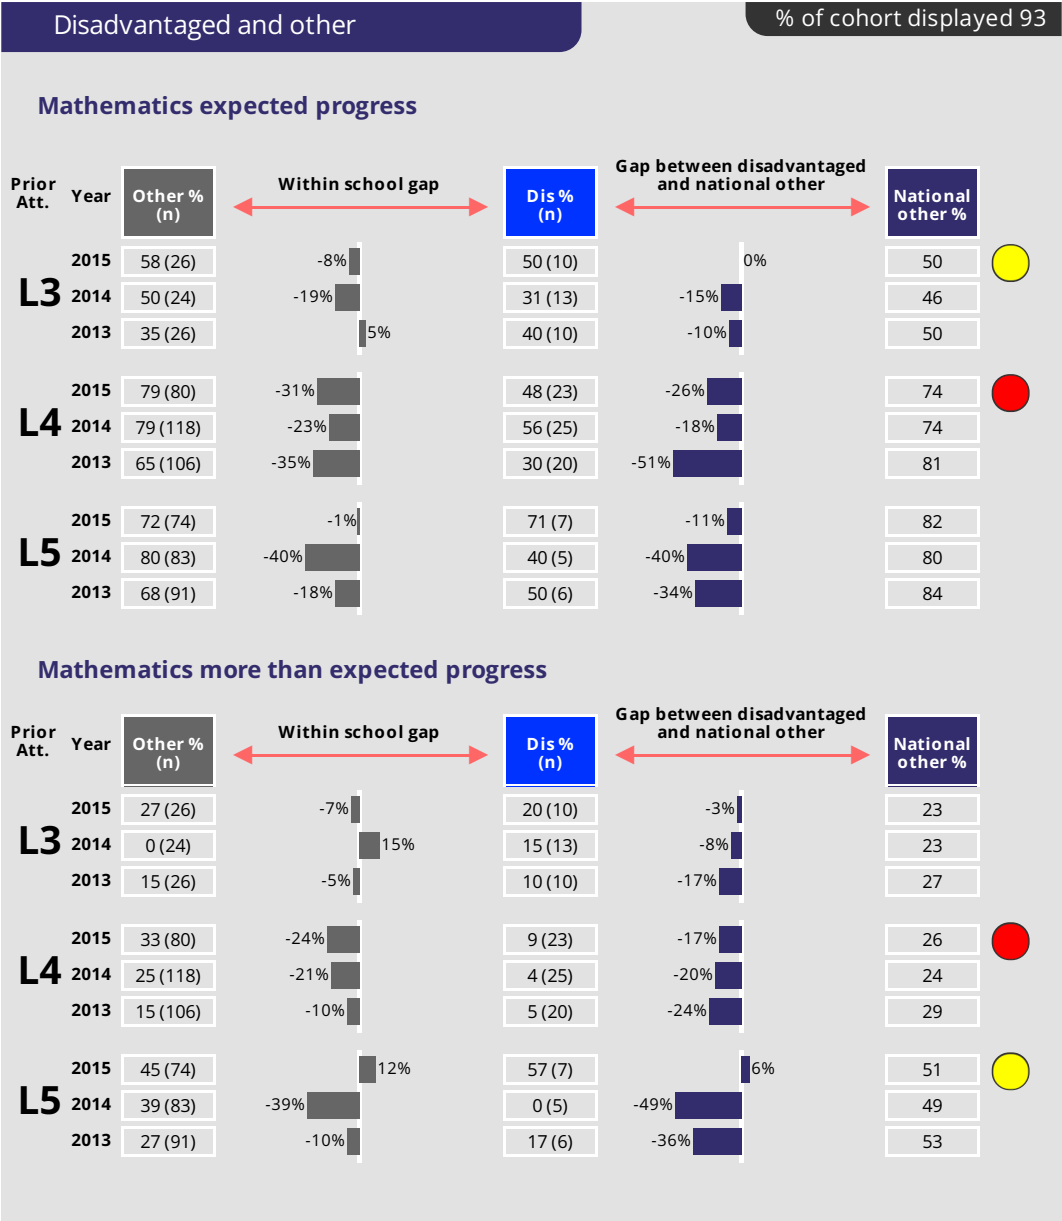 Disadvantaged and other
% of cohort displayed 93
Mathematics expected progress
Prior Att. Year Other % (n) Within school gap Dis % (n) Gap between disadvantaged and national other National other %
L3
2015 58 (26) -8% 50 (10) 0% 50
2014 50 (24) -19% 31 (13) -15% 46
2013 35 (26) 5% 40 (10) -10% 50
L4
2015 79 (80) -31% 48 (23) -26% 74
2014 79 (118) -23% 56 (25) -18% 74
2013 65 (106) -35% 30 (20) -51% 81
L5
2015 72 (74) -1% 71 (7) -11% 82
2014 80 (83) -40% 40 (5) -40% 80
2013 68 (91) -18% 50 (6) -34% 84
Mathematics more than expected progress
Prior Att. Year Other % (n) Within school gap Dis % (n) Gap between disadvantaged and national other National other %
L3
2015 27 (26) -7% 20 (10) -3% 23
2014 0 (24) 15% 15 (13) -8% 23
2013 15 (26) -5% 10 (10) -17% 27
L4
2015 33 (80) -24% 9 (23) -17% 26
2014 25 (118) -21% 4 (25) -20% 24
2013 15 (106) -10% 5 (20) -24% 29
L5
2015 45 (74) 12% 57 (7) 6% 51
2014 39 (83) -39% 0 (5) -49% 49
2013 27 (91) -10% 17 (6) -36% 53